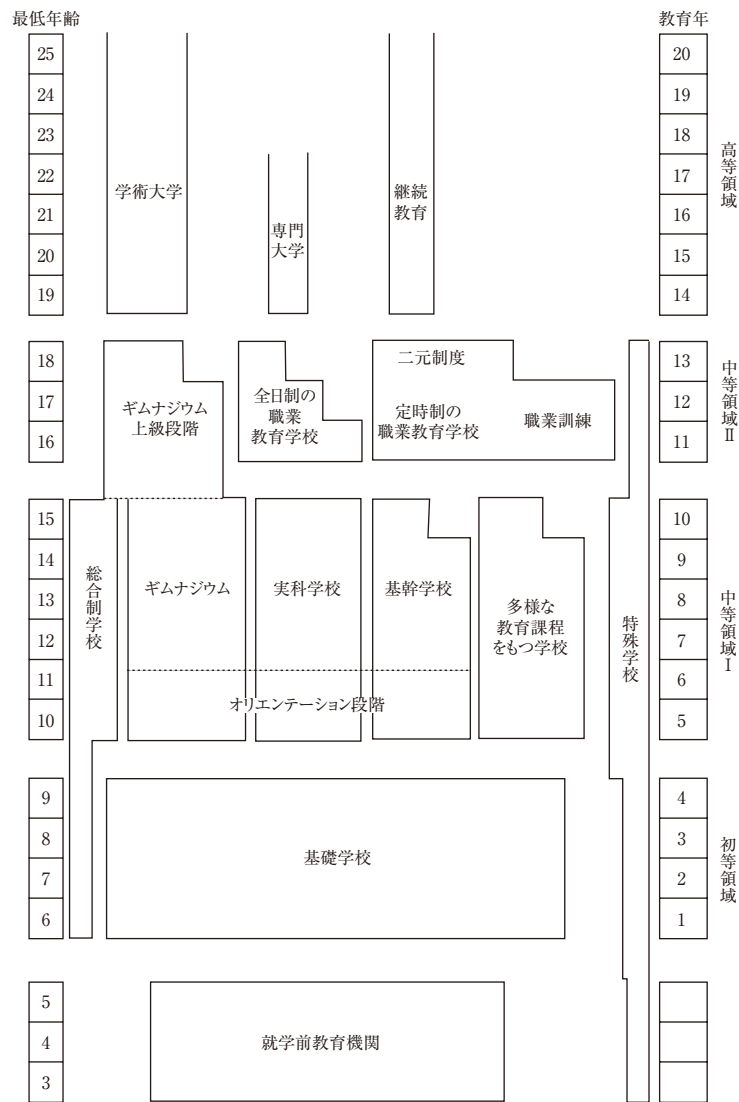 最低年齢
教育年
25
24
23
22
21
20
19
学術大学
専門
大学
継続
教育
20
19
18
17
16
15
14
高等領域
18
17
16
ギムナジウム
上級段階
全日制の
職業
教育学校
二元制度
定時制の
職業教育学校
職業訓練
13
12
11
中等領域Ⅱ
15
14
13
12
11
10
総合制学校
ギムナジウム
実科学校
基幹学校
オリエンテーション段階
多様な
教育課程
をもつ学校
特殊学校
10
9
8
7
6
5
中等領域Ⅰ
9
8
7
6
基礎学校
4
3
2
1
初等領域
5
4
3
就学前教育機関